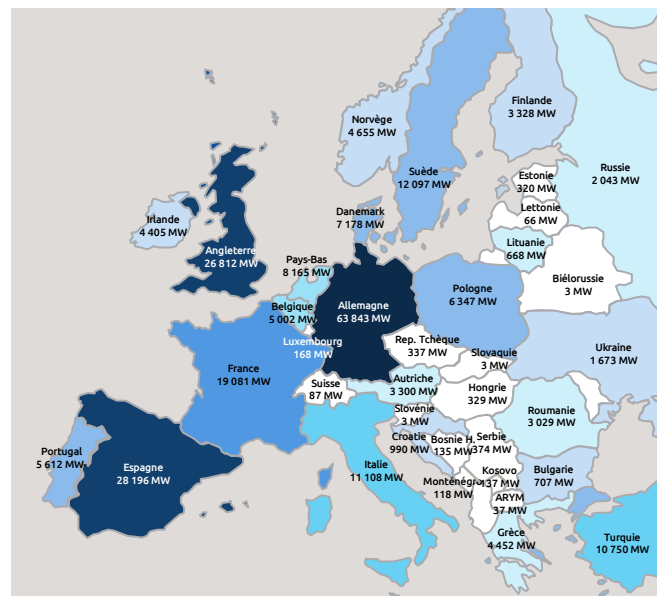 Finlande
3 328 MW
Norvège
4 655 MW
Suède
12 097 MW
Russie
2 043 MW
Estonie
320 MW
Lettonie
66 MW
Danemark
7 178 MW
Irlande
4 405 MW
Lituanie
668 MW
Angleterre
26 812 MW
Pays-Bas
8 165 MW
Biélorussie
3 MW
Pologne
6 347 MW
Belgique
5 002 MW
Allemagne
63 843 MW
Luxembourg
168 MW
Rep. Tchèque
337 MW
Ukraine
1 673 MW
Slovaquie
3 MW
France
19 081 MW
Suisse
87 MW
Autriche
3 300 MW
Hongrie
329 MW
Slovénie
3 MW
Roumanie
3 029 MW
Croatie
990 MW
Bosnie H.
135 MW
Serbie
374 MW
Portugal
5 612 MW
Espagne
28 196 MW
Italie
11 108 MW
Kosovo
137 MW
Bulgarie
707 MW
Monténégro
118 MW
ARYM
37 MW
Grèce
4 452 MW
Turquie
10 750 MW